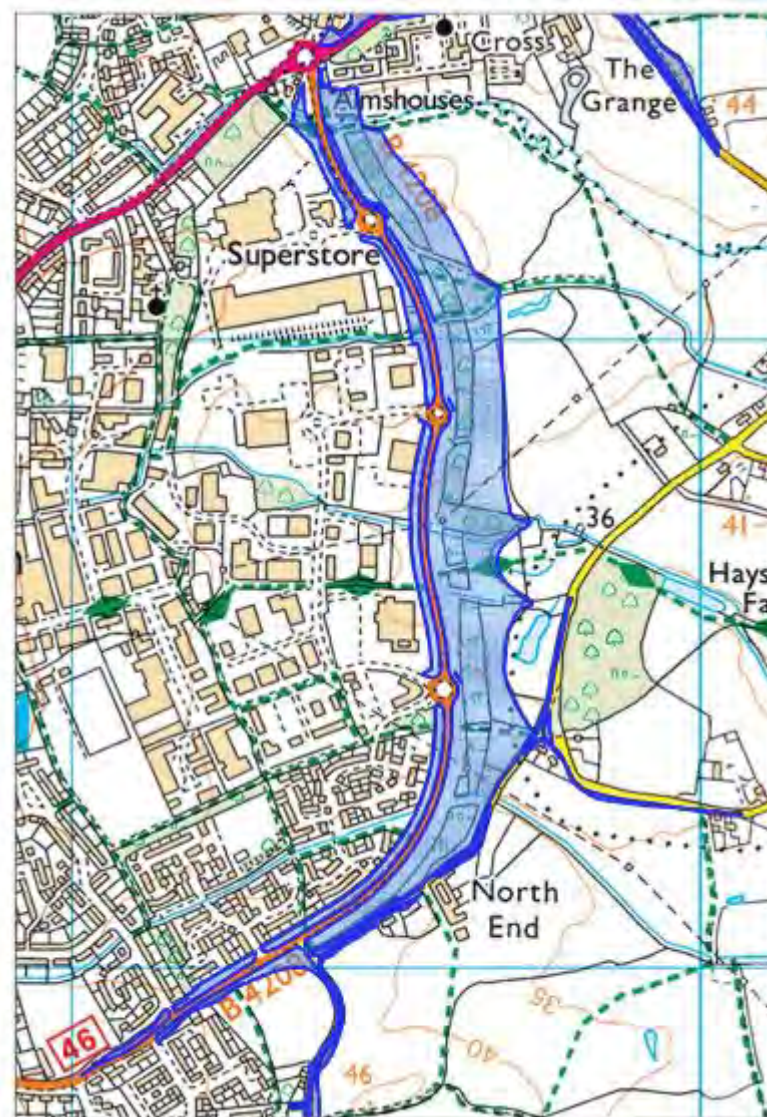 Cross
The
Grange
44
Almshouses
B 4208
Superstore
36
41
Hays
Fa
North
End
B 4208
46
35
40
46